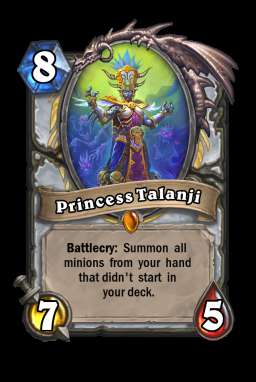 8
Princess Talanji
Battlecry: Summon all
minions from your hand
that didn't start in
your deck.
7
5